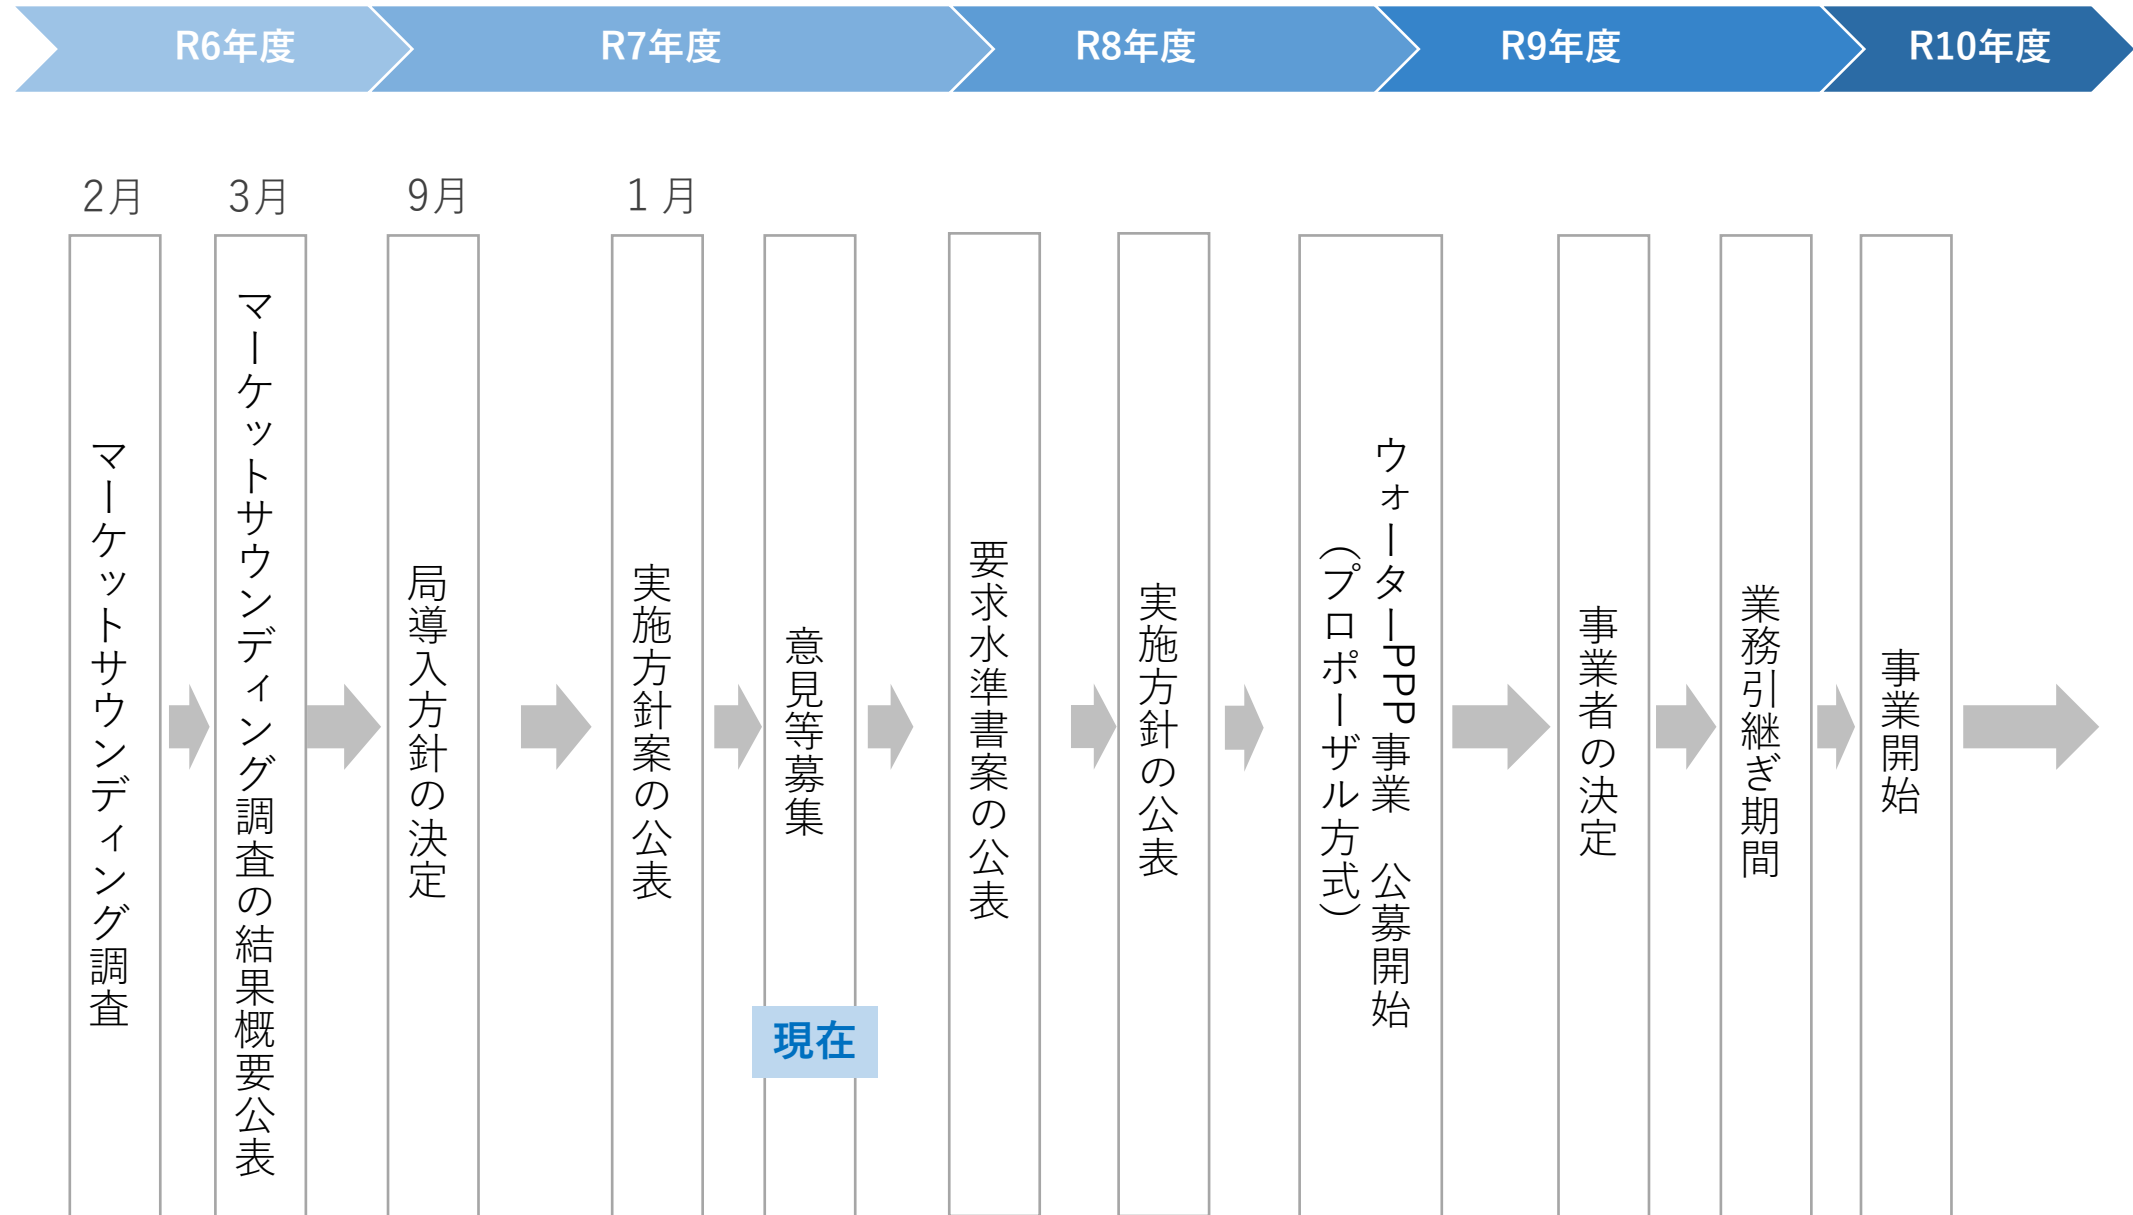 R6年度
R7年度
R8年度
R9年度
R10年度
2月
3月
9月
1 月
マーケットサウンディング調査
マーケットサウンディング調査の結果概要公表
局導入方針の決定
実施方針案の公表
意見等募集
現在
要求水準書案の公表
実施方針の公表
ウォーターPPP事業　公募開始
（プロポーザル方式）
事業者の決定
業務引継ぎ期間
事業開始